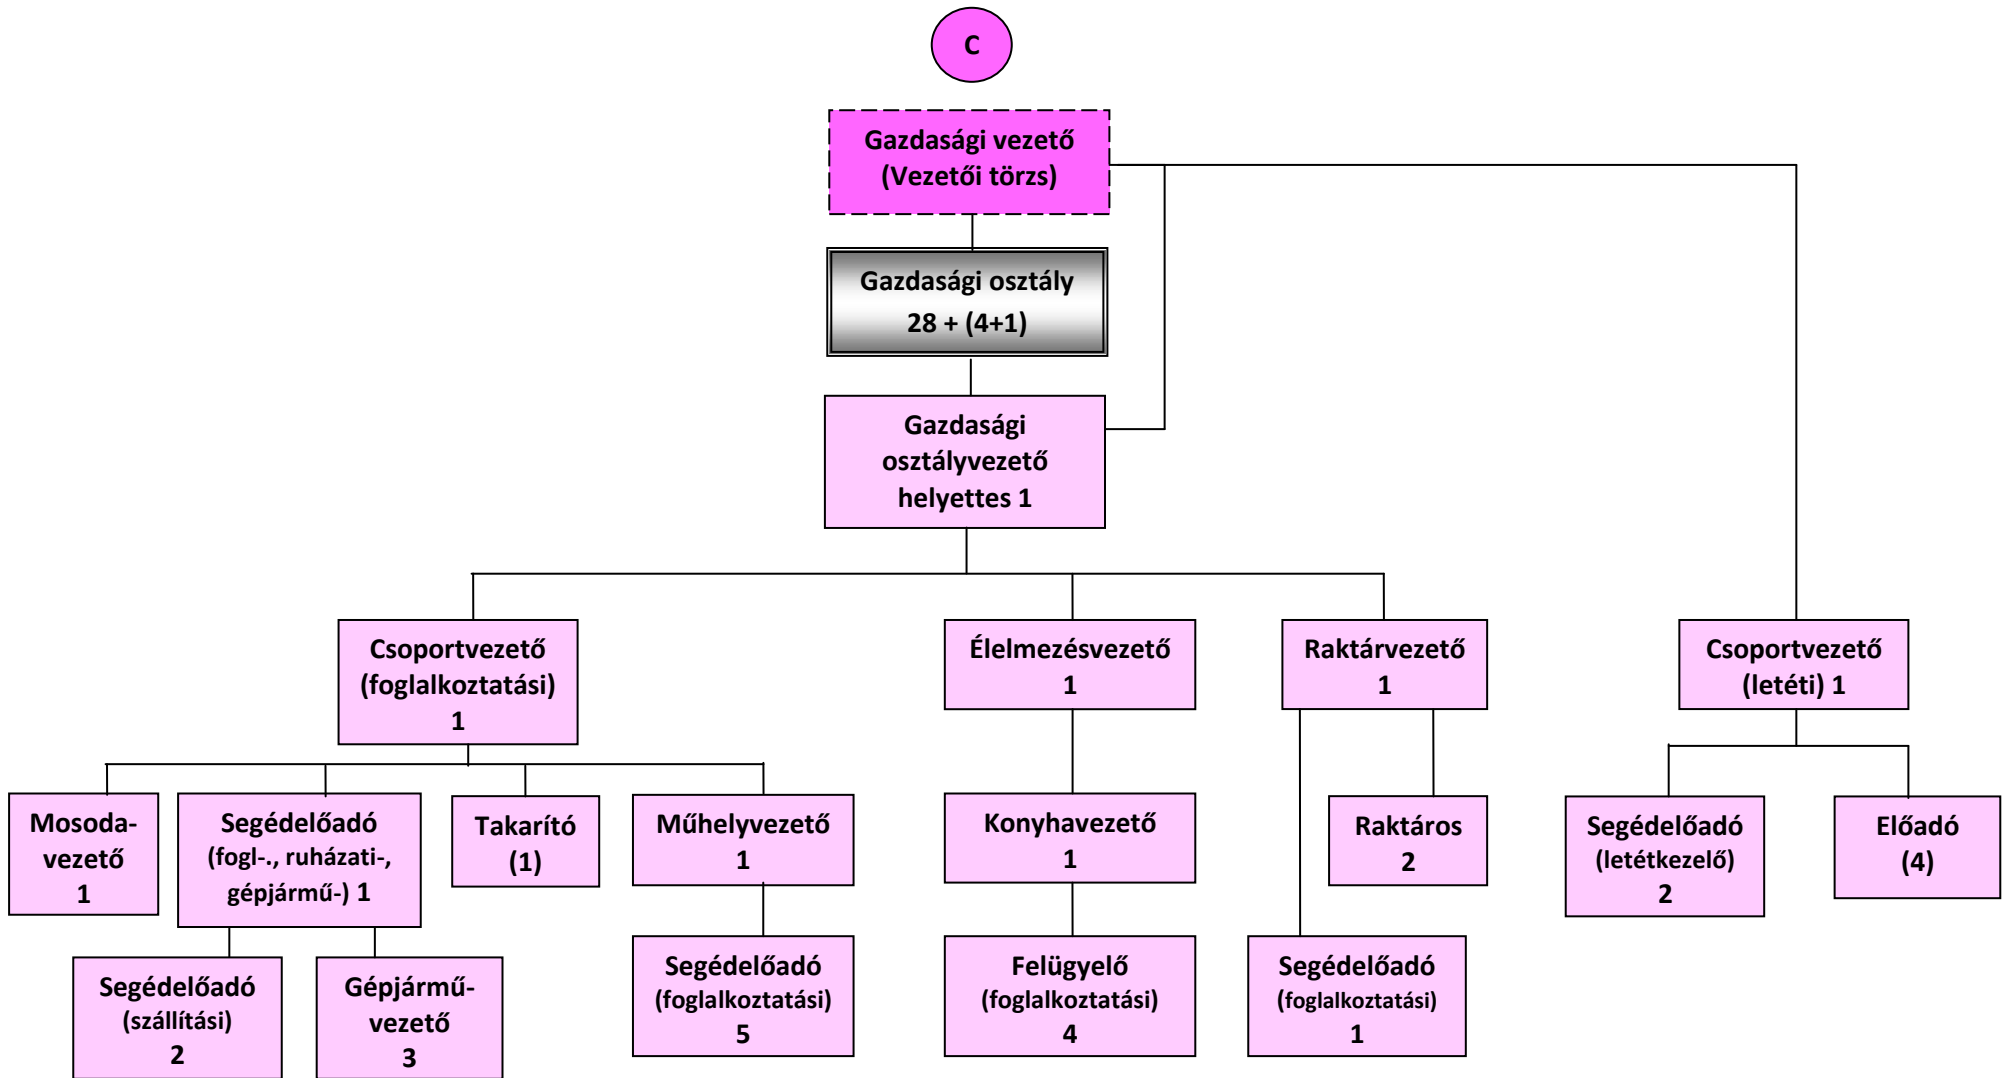 C
Gazdasági vezető
(Vezetői törzs)
Gazdasági osztály
28 + (4+1)
Gazdasági
osztályvezető
helyettes 1
Csoportvezető
(foglalkoztatási)
1
Élelmezésvezető
1
Raktárvezető
1
Csoportvezető
(letéti) 1
Mosoda-
vezető
1
Segédelőadó
(fogl-., ruházati-,
gépjármű-) 1
Takarító
(1)
Műhelyvezető
1
Konyhavezető
1
Raktáros
2
Segédelőadó
(letétkezelő)
2
Előadó
(4)
Segédelőadó
(szállítási)
2
Gépjármű-
vezető
3
Segédelőadó
(foglalkoztatási)
5
Felügyelő
(foglalkoztatási)
4
Segédelőadó
(foglalkoztatási)
1